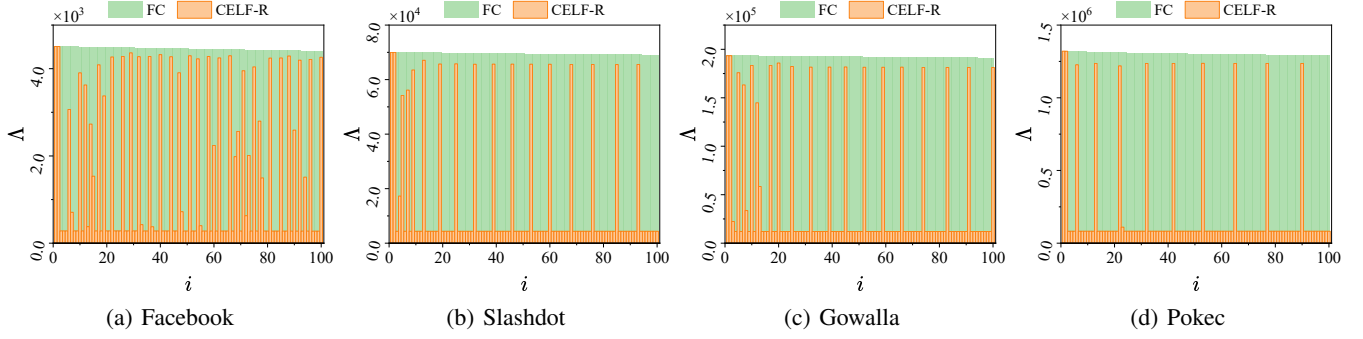 FC CELF-R
×10³
4.0
2.0
0.0
Λ
0 20 40 60 80 100
i
(a) Facebook
FC CELF-R
×10⁴
8.0
6.0
4.0
2.0
0.0
Λ
0 20 40 60 80 100
i
(b) Slashdot
FC CELF-R
×10⁵
2.0
1.5
1.0
0.5
0.0
Λ
0 20 40 60 80 100
i
(c) Gowalla
FC CELF-R
×10⁶
1.5
1.0
0.5
0.0
Λ
0 20 40 60 80 100
i
(d) Pokec